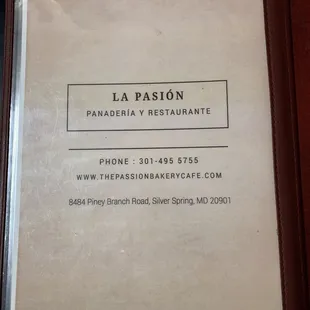 LA PASIÓN
PANADERÍA Y RESTAURANTE
PHONE : 301-495 5755
WWW.THEPASSIONBAKERYCAFE.COM
8484 Piney Branch Road, Silver Spring, MD 20901